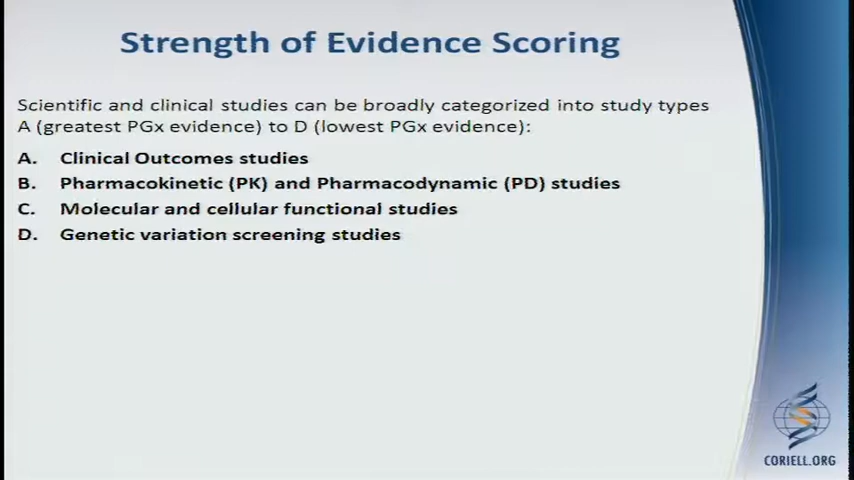 Strength of Evidence Scoring
Scientific and clinical studies can be broadly categorized into study types
A (greatest PGx evidence) to D (lowest PGx evidence):
A. Clinical Outcomes studies
B. Pharmacokinetic (PK) and Pharmacodynamic (PD) studies
C. Molecular and cellular functional studies
D. Genetic variation screening studies
CORIELL.ORG